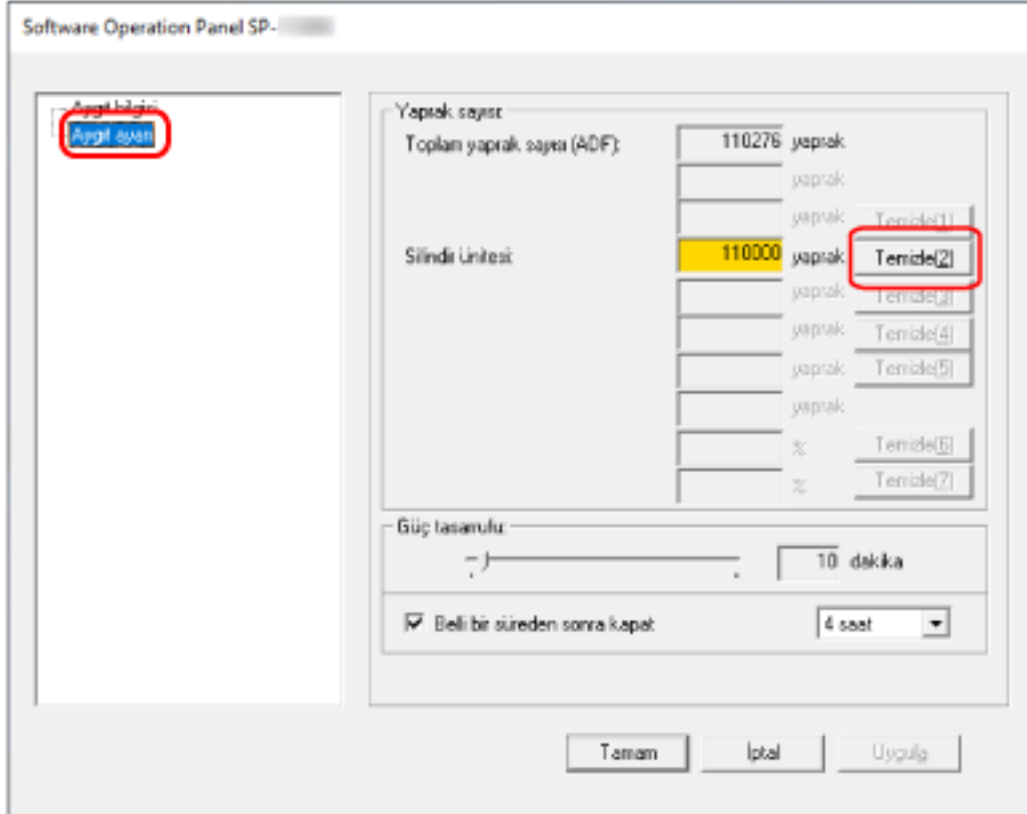 Software Operation Panel SP-
Aygıt bilgisi
Aygıt ayarı
Yaprak sayısı:
Toplam yaprak sayısı (ADF): 110276 yaprak
yaprak
yaprak Temizle(1)
Silindir Ünitesi: 110000 yaprak Temizle(2)
yaprak Temizle(3)
yaprak Temizle(4)
yaprak Temizle(5)
yaprak
% Temizle(6)
% Temizle(7)
Güç tasarrufu:
10 dakika
Belli bir süreden sonra kapat 4 saat
Tamam İptal Uygula